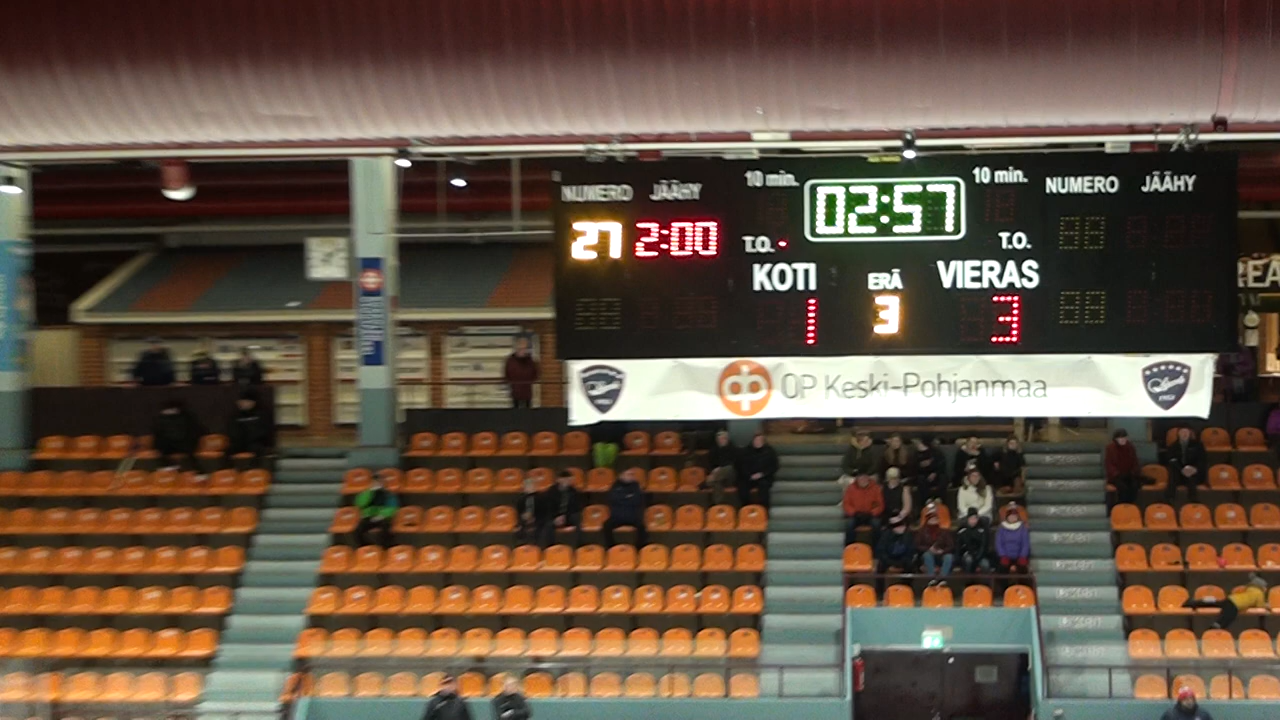 NUMERO JÄÄHY 10 min. 02:57 10 min. NUMERO JÄÄHY
27 2:00 T.O. T.O.
KOTI ERÄ VIERAS
1 3 3
op OP Keski-Pohjanmaa